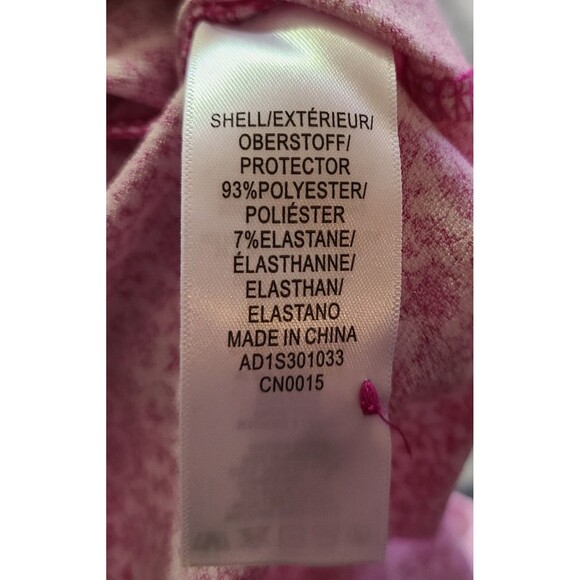 SHELL/EXTÉRIEUR/
OBERSTOFF/
PROTECTOR
93%POLYESTER/
POLIÉSTER
7%ELASTANE/
ÉLASTHANNE/
ELASTHAN/
ELASTANO
MADE IN CHINA
AD1S301033
CN0015